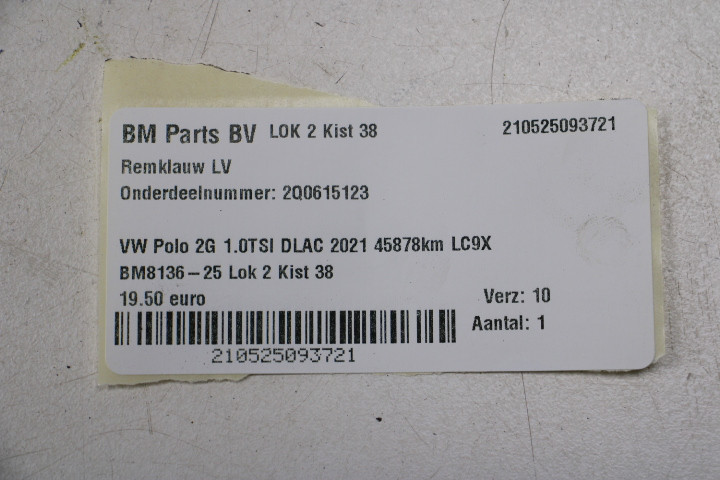 BM Parts BV LOK 2 Kist 38 210525093721
Remklauw LV
Onderdeelnummer: 2Q0615123
VW Polo 2G 1.0TSI DLAC 2021 45878km LC9X
BM8136-25 Lok 2 Kist 38
19.50 euro Verz: 10
Aantal: 1
210525093721